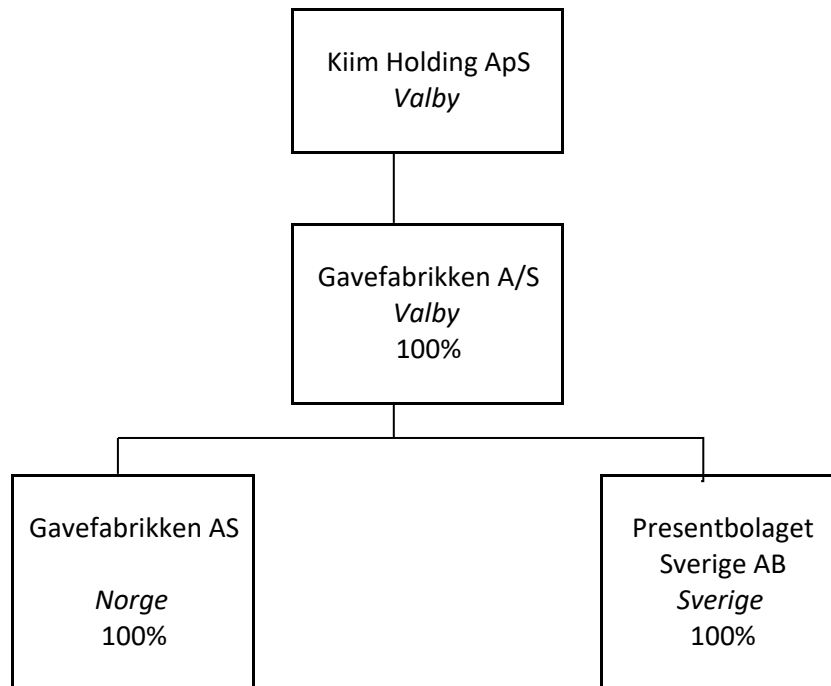 Kiim Holding ApS
Valby
Gavefabrikken A/S
Valby
100%
Gavefabrikken AS
Norge
100%
Presentbolaget
Sverige AB
Sverige
100%